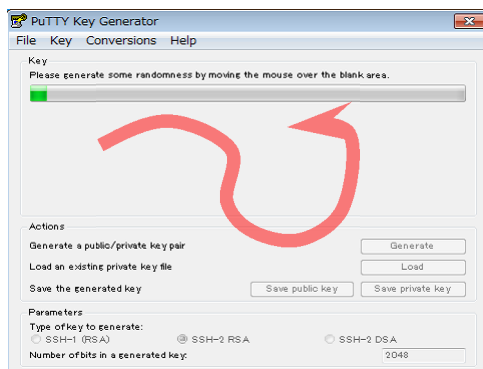 PuTTY Key Generator
File Key Conversions Help
Key
Please generate some randomness by moving the mouse over the blank area.
Actions
Generate a public/private key pair Generate
Load an existing private key file Load
Save the generated key Save public key Save private key
Parameters
Type of key to generate:
SSH-1 (RSA) SSH-2 RSA SSH-2 DSA
Number of bits in a generated key: 2048